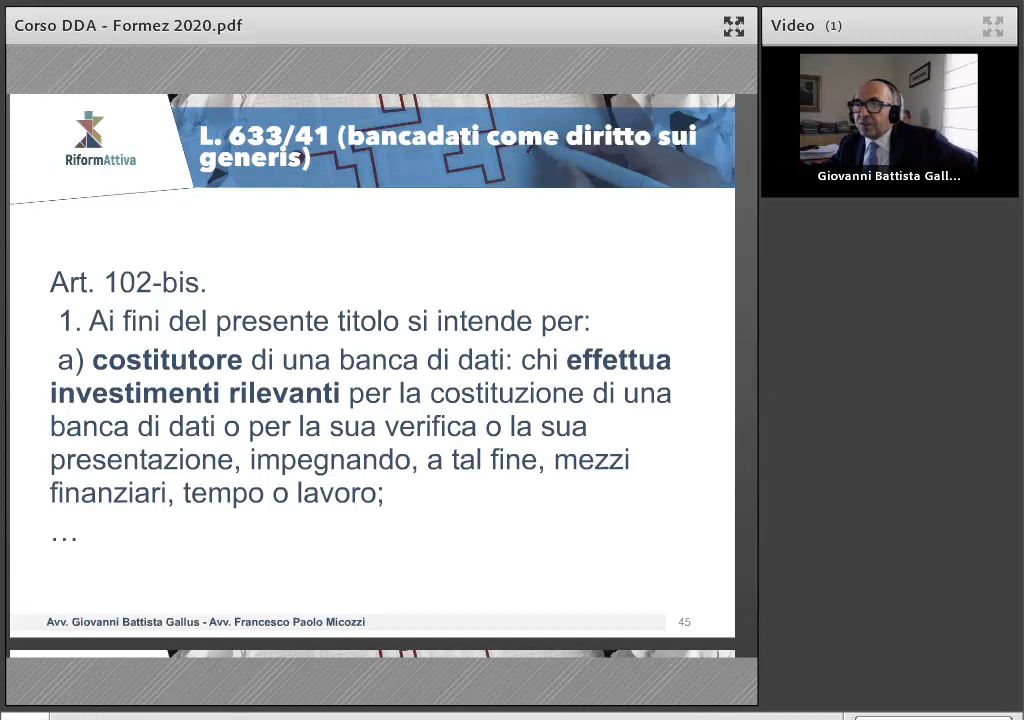 Corso DDA - Formez 2020.pdf
Video (1)
RiformAttiva
L. 633/41 (bancadati come diritto sui
generis)
Giovanni Battista Gall...
Art. 102-bis.
1. Ai fini del presente titolo si intende per:
a) costitutore di una banca di dati: chi effettua
investimenti rilevanti per la costituzione di una
banca di dati o per la sua verifica o la sua
presentazione, impegnando, a tal fine, mezzi
finanziari, tempo o lavoro;
…
Avv. Giovanni Battista Gallus - Avv. Francesco Paolo Micozzi
45